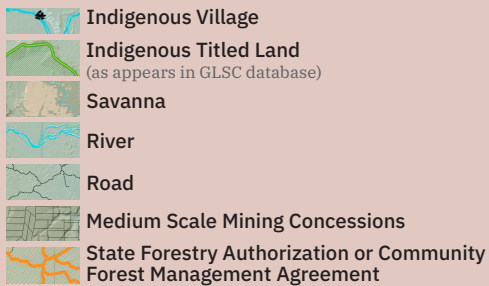 Indigenous Village
Indigenous Titled Land
(as appears in GLSC database)
Savanna
River
Road
Medium Scale Mining Concessions
State Forestry Authorization or Community
Forest Management Agreement